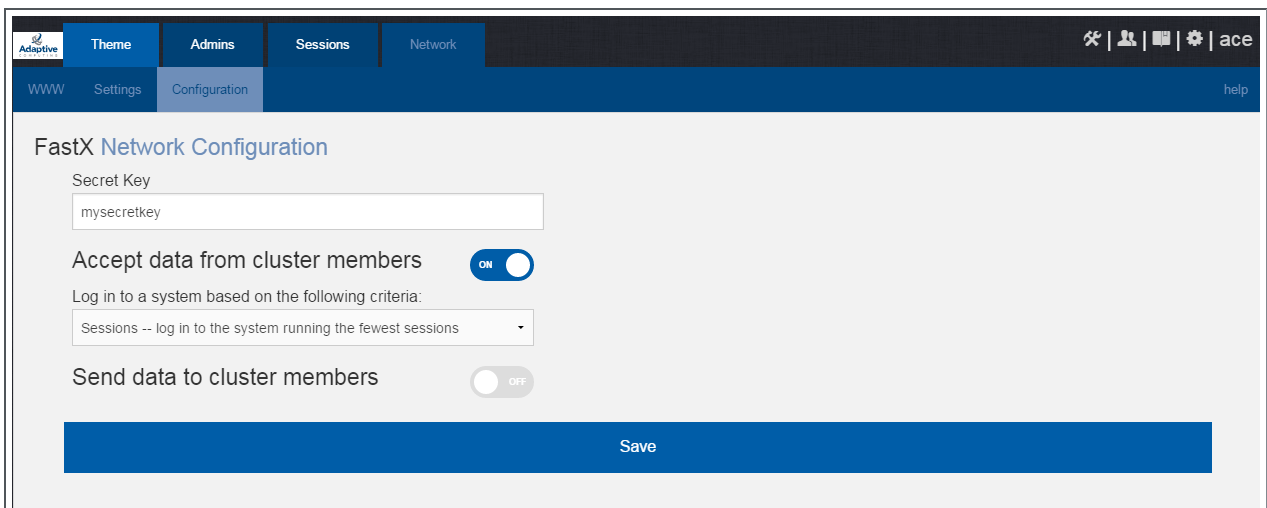 Adaptive
COMPUTING
Theme Admins Sessions Network
| | | | ace
WWW Settings Configuration help
FastX Network Configuration
Secret Key
mysecretkey
Accept data from cluster members ON
Log in to a system based on the following criteria:
Sessions -- log in to the system running the fewest sessions
Send data to cluster members OFF
Save